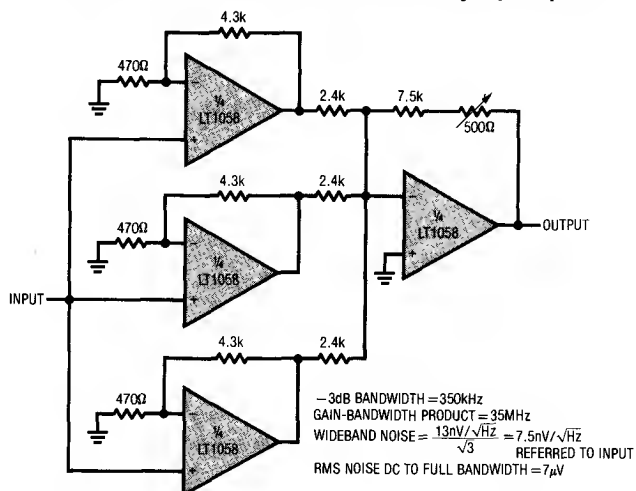 4.3k
470Ω
−
¼
LT1058
+
2.4k
7.5k
500Ω
4.3k
2.4k
470Ω
−
¼
LT1058
+
−
¼
LT1058
+
OUTPUT
INPUT
4.3k
2.4k
470Ω
−
¼
LT1058
+
−3dB BANDWIDTH = 350kHz
GAIN-BANDWIDTH PRODUCT = 35MHz
WIDEBAND NOISE = 13nV/√Hz / √3 = 7.5nV/√Hz
REFERRED TO INPUT
RMS NOISE DC TO FULL BANDWIDTH = 7μV